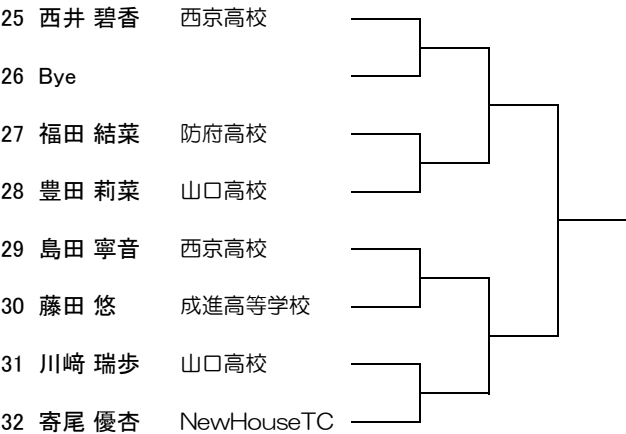 25 西井 碧香 西京高校
26 Bye
27 福田 結菜 防府高校
28 豊田 莉菜 山口高校
29 島田 寧音 西京高校
30 藤田 悠 成進高等学校
31 川﨑 瑞歩 山口高校
32 寄尾 優杏 NewHouseTC